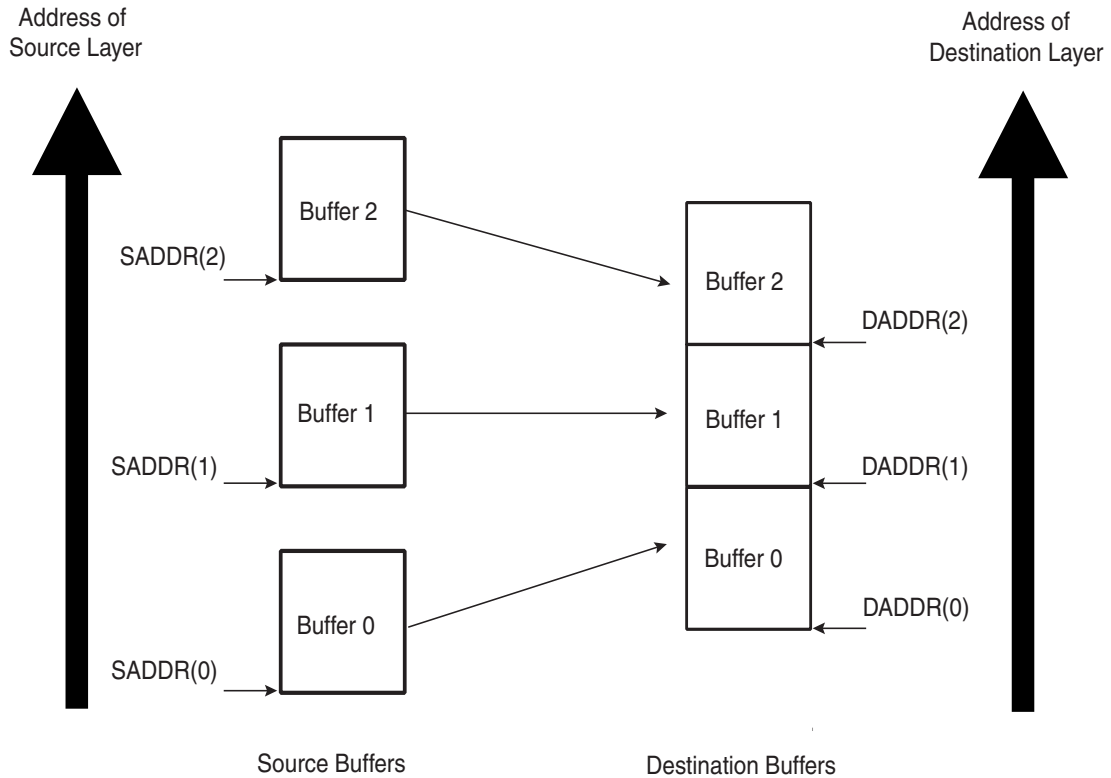 Address of
Source Layer
Address of
Destination Layer
Buffer 2
SADDR(2)
Buffer 2
DADDR(2)
Buffer 1
Buffer 1
SADDR(1)
DADDR(1)
Buffer 0
Buffer 0
DADDR(0)
SADDR(0)
Source Buffers
Destination Buffers